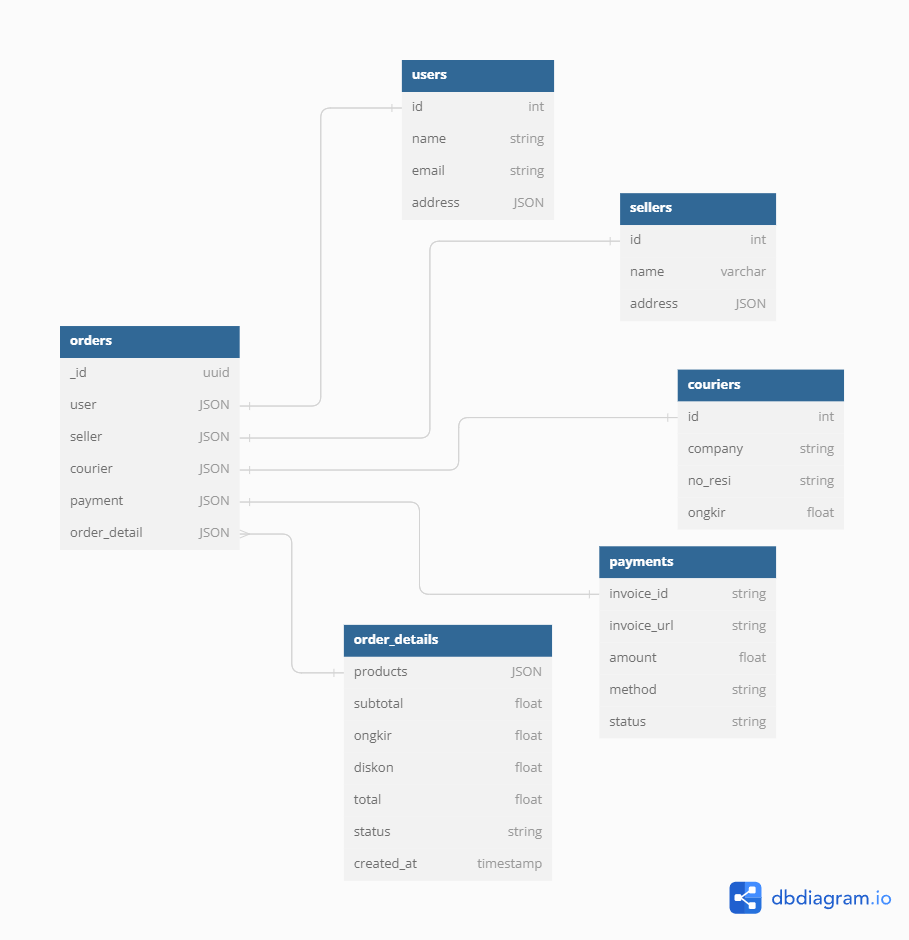 users
id int
name string
email string
address JSON
sellers
id int
name varchar
address JSON
orders
_id uuid
user JSON
seller JSON
courier JSON
payment JSON
order_detail JSON
couriers
id int
company string
no_resi string
ongkir float
payments
invoice_id string
invoice_url string
amount float
method string
status string
order_details
products JSON
subtotal float
ongkir float
diskon float
total float
status string
created_at timestamp
dbdiagram.io